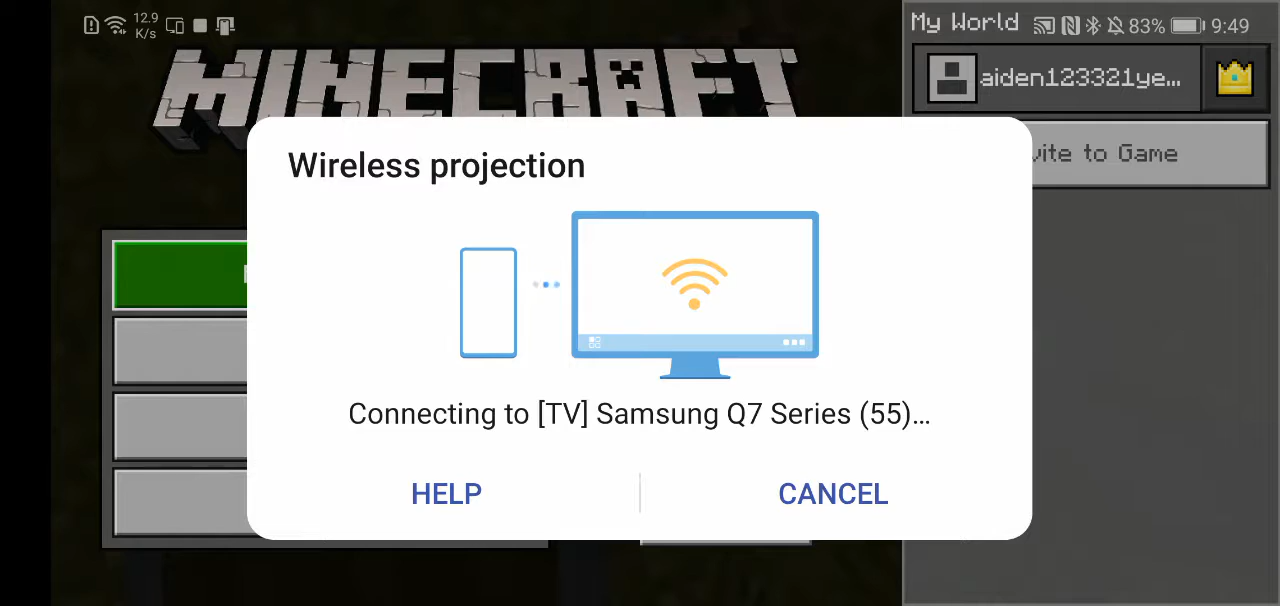 12.9
K/s
83% 9:49
My World
MINECRAFT
aiden123321ye...
vite to Game
Wireless projection
Connecting to [TV] Samsung Q7 Series (55)...
HELP
CANCEL